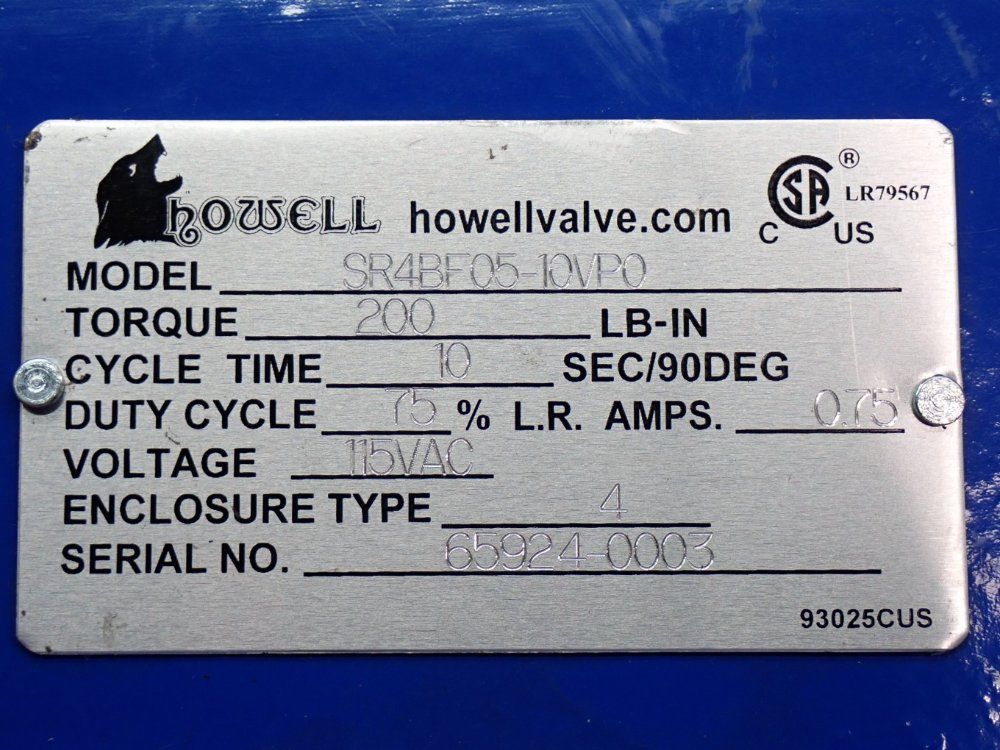 HOWELL howellvalve.com CSA ® LR79567
C US
MODEL SR4BF05-10VP0
TORQUE 200 LB-IN
CYCLE TIME 10 SEC/90DEG
DUTY CYCLE 75 % L.R. AMPS. 0.75
VOLTAGE 115VAC
ENCLOSURE TYPE 4
SERIAL NO. 65924-0003
93025CUS